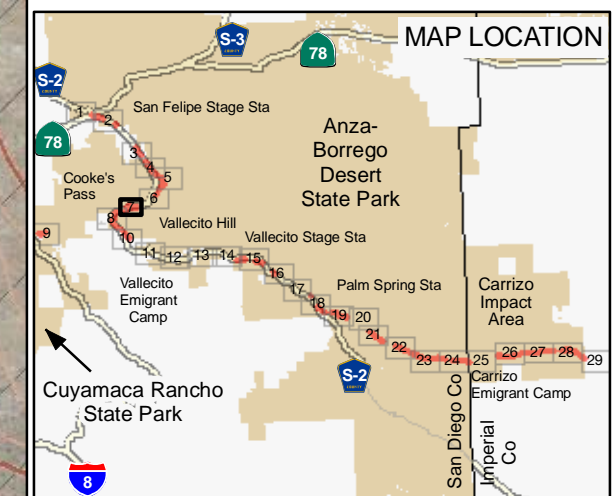 MAP LOCATION
S-3
78
S-2
1
2
San Felipe Stage Sta
78
3
4
5
6
Anza-
Borrego
Desert
State Park
Cooke's
Pass
7
8
Vallecito Hill
9
10
11
12
13
14
15
Vallecito Stage Sta
16
17
18
19
20
Palm Spring Sta
Vallecito
Emigrant
Camp
Carrizo
Impact
Area
21
22
23
24
25
26
27
28
29
S-2
Carrizo
Emigrant Camp
Cuyamaca Rancho
State Park
San Diego Co
Imperial
Co
8